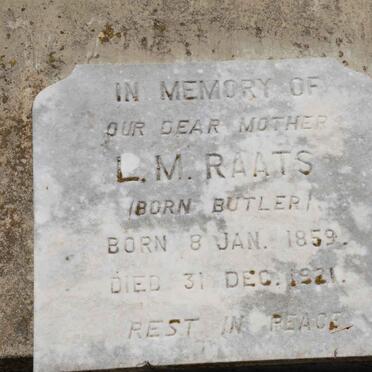 IN MEMORY OF
OUR DEAR MOTHER
L.M. RAATS
(BORN BUTLER)
BORN 8 JAN. 1859.
DIED 31 DEC. 1921.
REST IN PEACE.